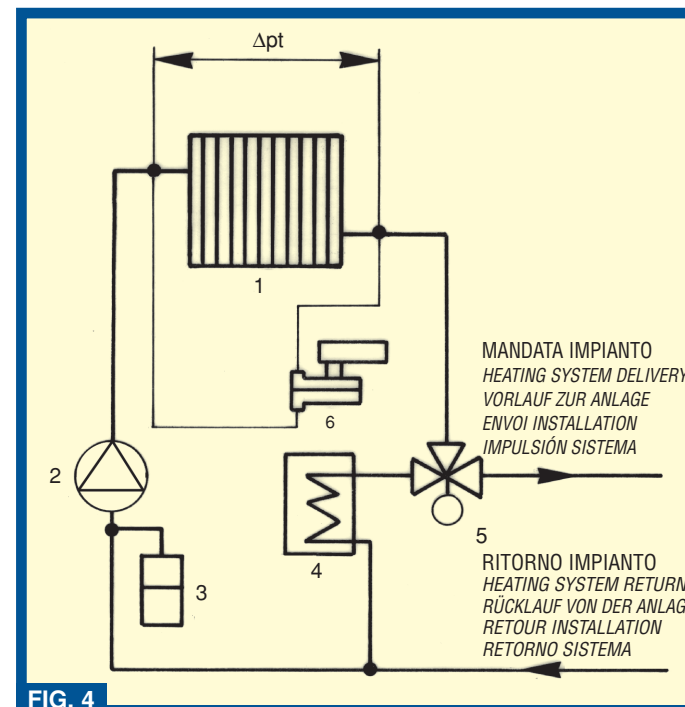 Δpt
1
6
2
3
4
5
MANDATA IMPIANTO
HEATING SYSTEM DELIVERY
VORLAUF ZUR ANLAGE
ENVOI INSTALLATION
IMPULSIÓN SISTEMA
RITORNO IMPIANTO
HEATING SYSTEM RETURN
RÜCKLAUF VON DER ANLAG
RETOUR INSTALLATION
RETORNO SISTEMA
FIG. 4